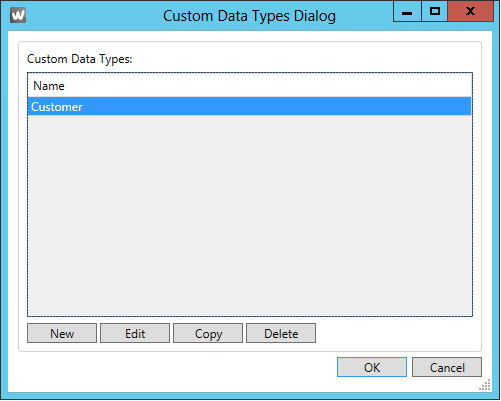 W
Custom Data Types Dialog
Custom Data Types:
Name
Customer
New Edit Copy Delete
OK Cancel